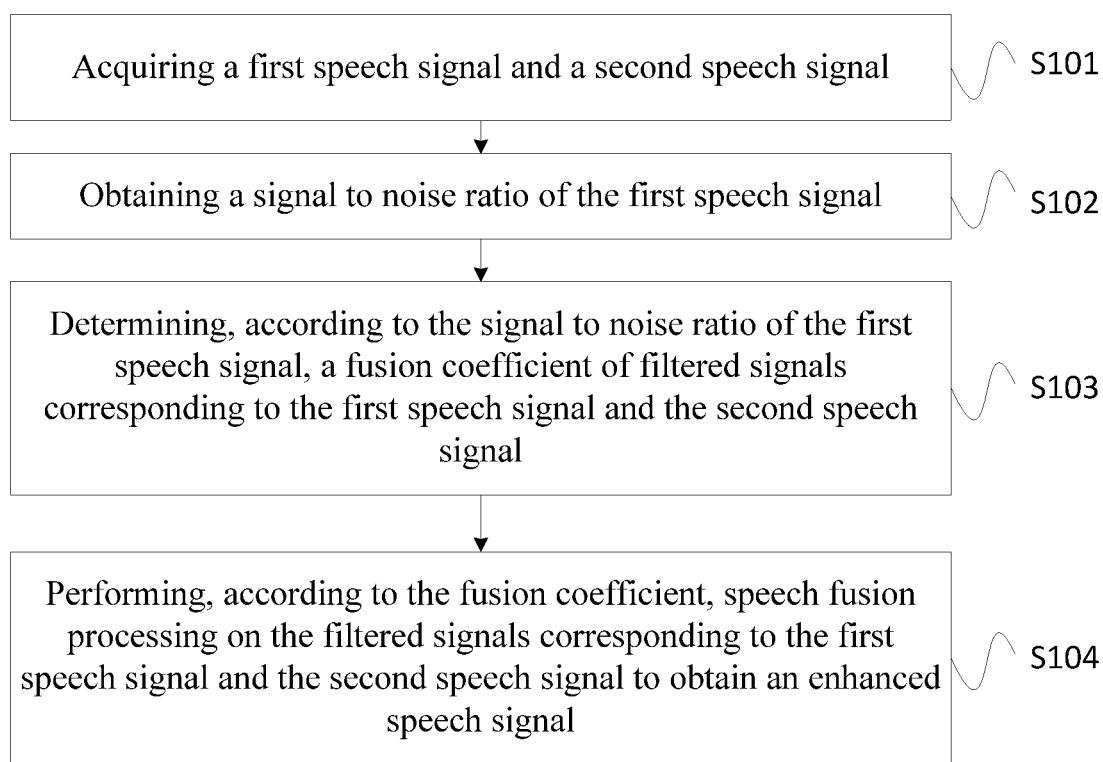 Acquiring a first speech signal and a second speech signal
S101
Obtaining a signal to noise ratio of the first speech signal
S102
Determining, according to the signal to noise ratio of the first
speech signal, a fusion coefficient of filtered signals
corresponding to the first speech signal and the second speech
signal
S103
Performing, according to the fusion coefficient, speech fusion
processing on the filtered signals corresponding to the first
speech signal and the second speech signal to obtain an enhanced
speech signal
S104